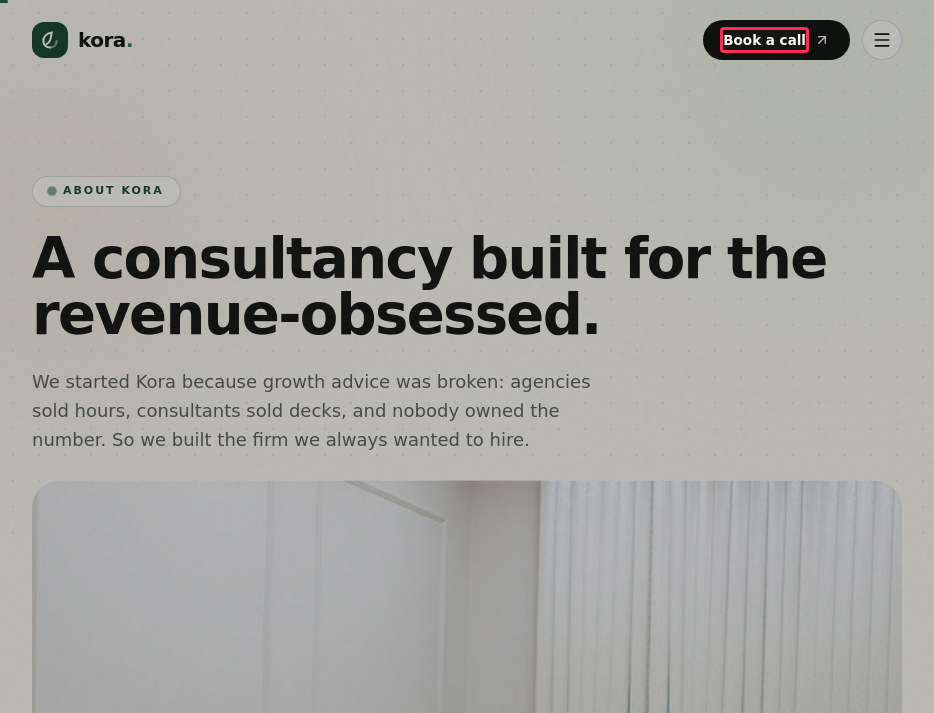 kora.
Book a call
ABOUT KORA
A consultancy built for the
revenue-obsessed.
We started Kora because growth advice was broken: agencies
sold hours, consultants sold decks, and nobody owned the
number. So we built the firm we always wanted to hire.